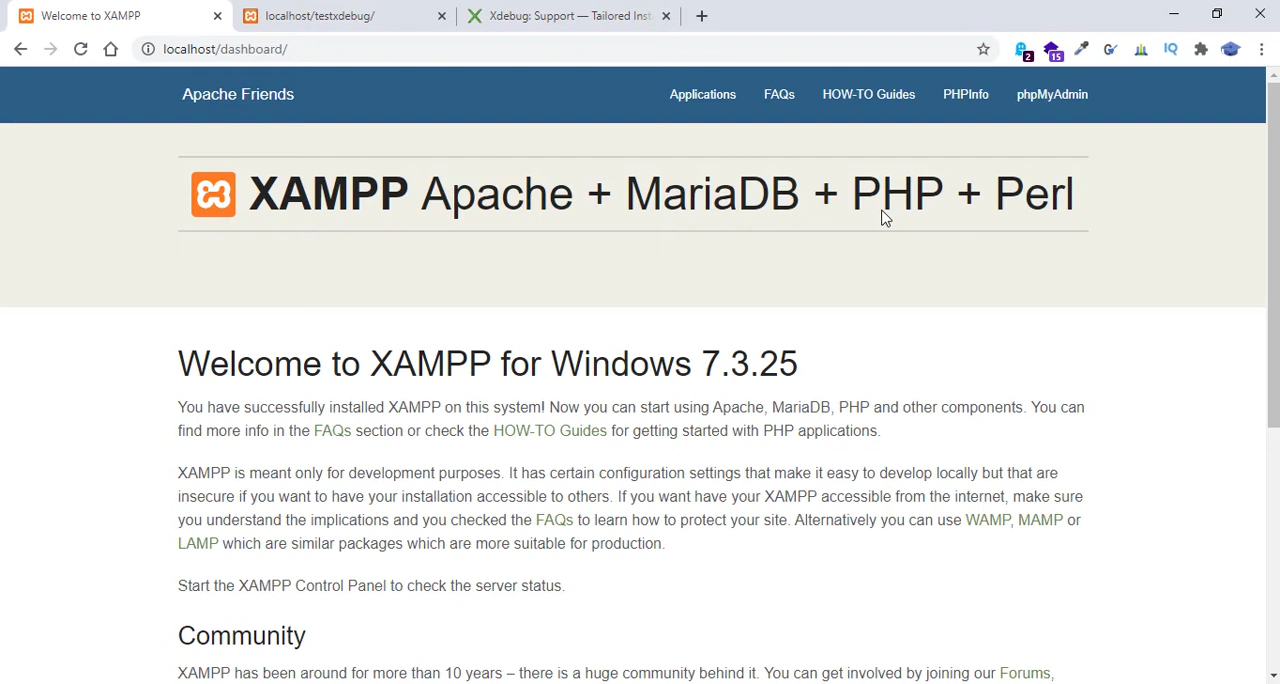 Welcome to XAMPP
localhost/testxdebug/
Xdebug: Support — Tailored Inst
localhost/dashboard/
2
15
IQ
Apache Friends
Applications
FAQs
HOW-TO Guides
PHPInfo
phpMyAdmin
XAMPP Apache + MariaDB + PHP + Perl
Welcome to XAMPP for Windows 7.3.25
You have successfully installed XAMPP on this system! Now you can start using Apache, MariaDB, PHP and other components. You can
find more info in the FAQs section or check the HOW-TO Guides for getting started with PHP applications.
XAMPP is meant only for development purposes. It has certain configuration settings that make it easy to develop locally but that are
insecure if you want to have your installation accessible to others. If you want have your XAMPP accessible from the internet, make sure
you understand the implications and you checked the FAQs to learn how to protect your site. Alternatively you can use WAMP, MAMP or
LAMP which are similar packages which are more suitable for production.
Start the XAMPP Control Panel to check the server status.
Community
XAMPP has been around for more than 10 years – there is a huge community behind it. You can get involved by joining our Forums,